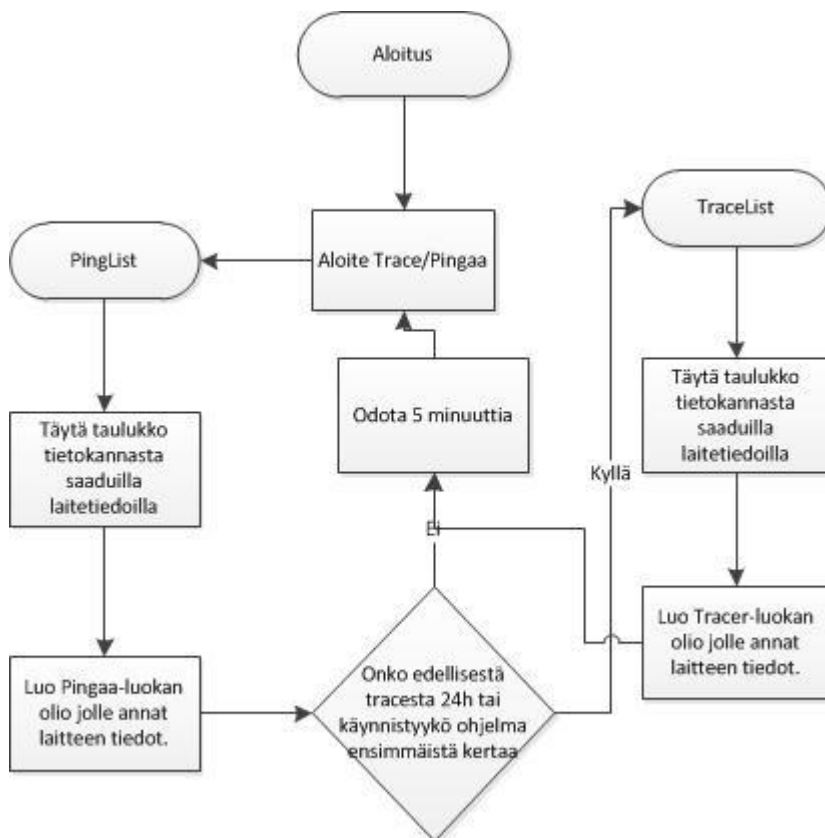 Aloitus
Aloite Trace/Pingaa
PingList
TraceList
Täytä taulukko
tietokannasta
saaduilla
laitetiedoilla
Odota 5 minuuttia
Täytä taulukko
tietokannasta
saaduilla
laitetiedoilla
Kyllä
Luo Pingaa-luokan
olio jolle annat
laitteen tiedot.
Onko edellisestä
tracesta 24h tai
käynnistyykö ohjelma
ensimmäistä kertaa
Luo Tracer-luokan
olio jolle annat
laitteen tiedot.